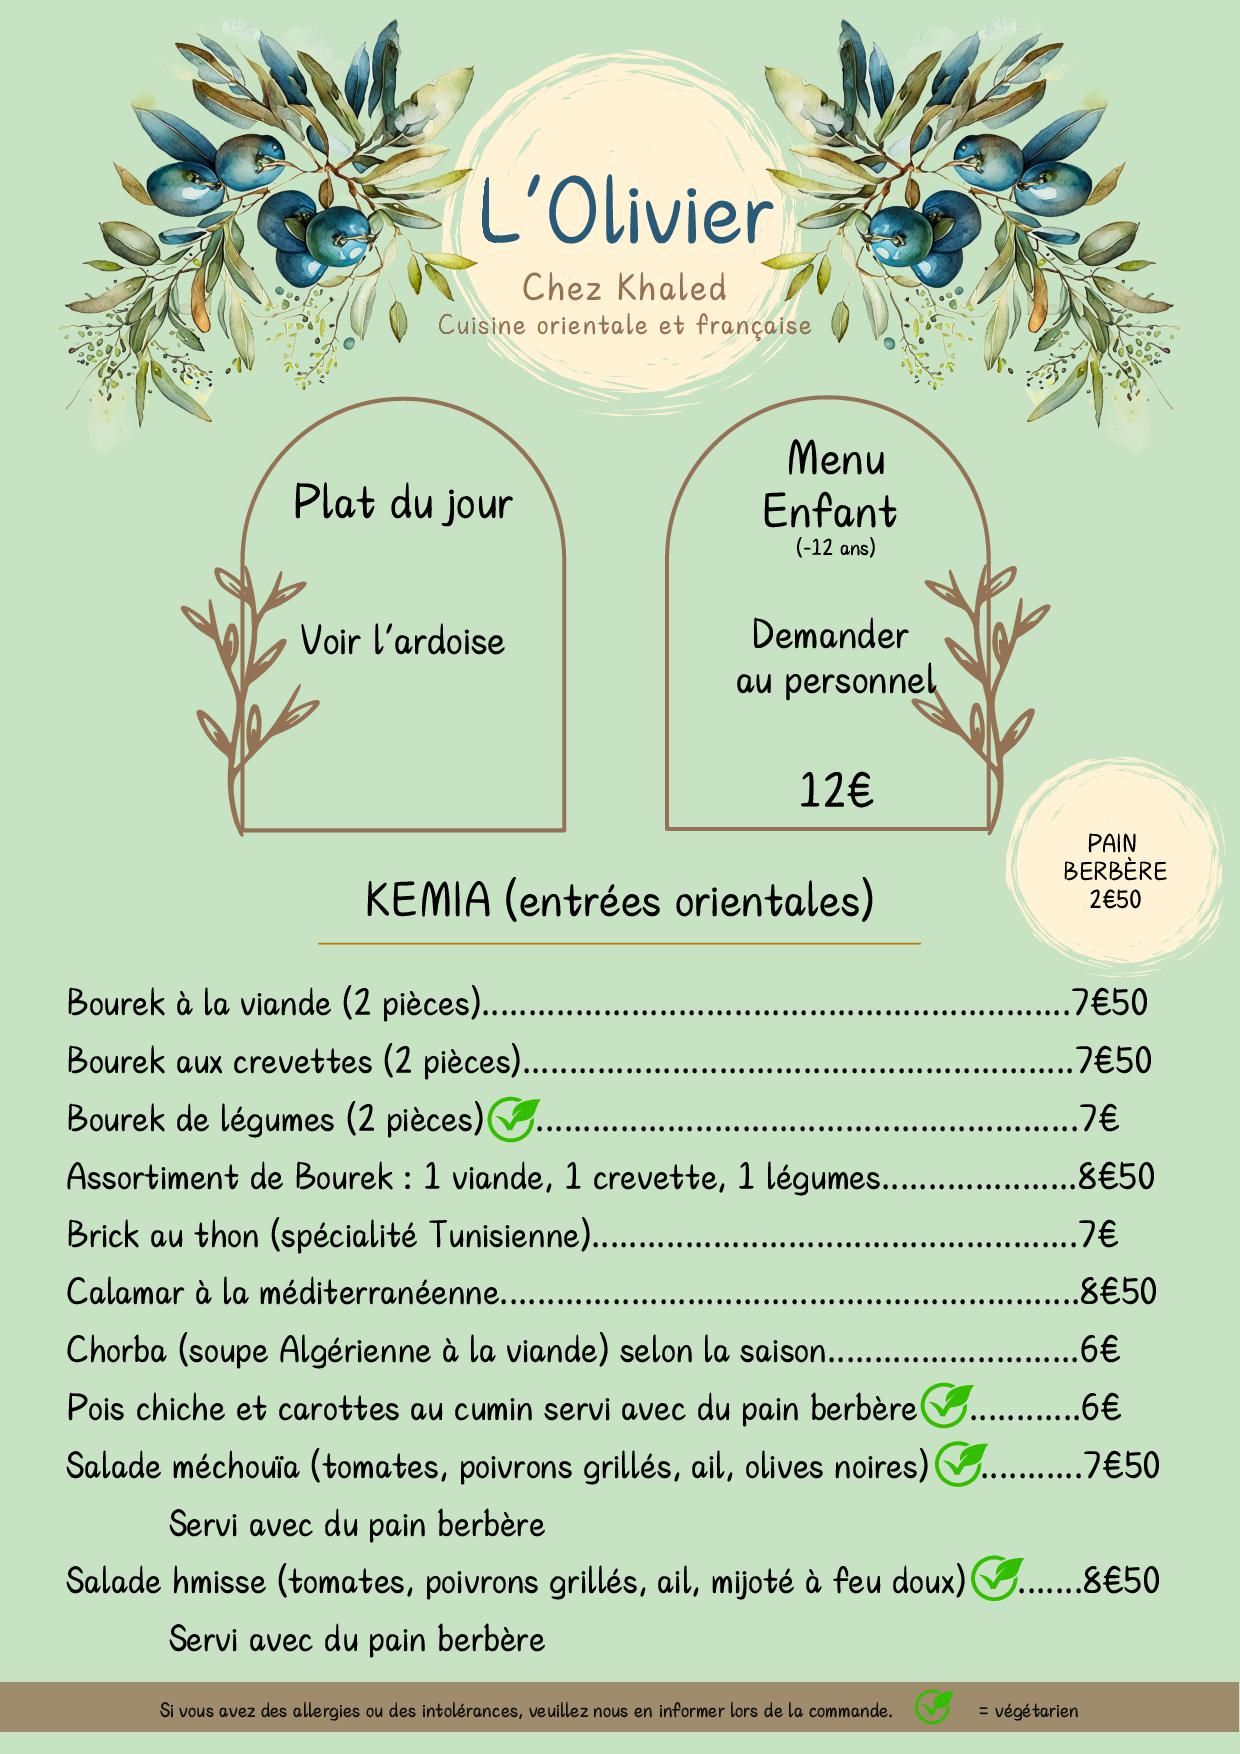 L'Olivier
Chez Khaled
Cuisine orientale et française
Plat du jour
Voir l'ardoise
Menu
Enfant
(-12 ans)
Demander
au personnel
12€
PAIN
BERBÈRE
2€50
KEMIA (entrées orientales)
Bourek à la viande (2 pièces)...............................................................7€50
Bourek aux crevettes (2 pièces)...........................................................7€50
Bourek de légumes (2 pièces)..........................................................7€
Assortiment de Bourek : 1 viande, 1 crevette, 1 légumes.....................8€50
Brick au thon (spécialité Tunisienne)....................................................7€
Calamar à la méditerranéenne..............................................................8€50
Chorba (soupe Algérienne à la viande) selon la saison...........................6€
Pois chiche et carottes au cumin servi avec du pain berbère............6€
Salade méchouïa (tomates, poivrons grillés, ail, olives noires)...........7€50
Servi avec du pain berbère
Salade hmisse (tomates, poivrons grillés, ail, mijoté à feu doux).......8€50
Servi avec du pain berbère
Si vous avez des allergies ou des intolérances, veuillez nous en informer lors de la commande. = végétarien